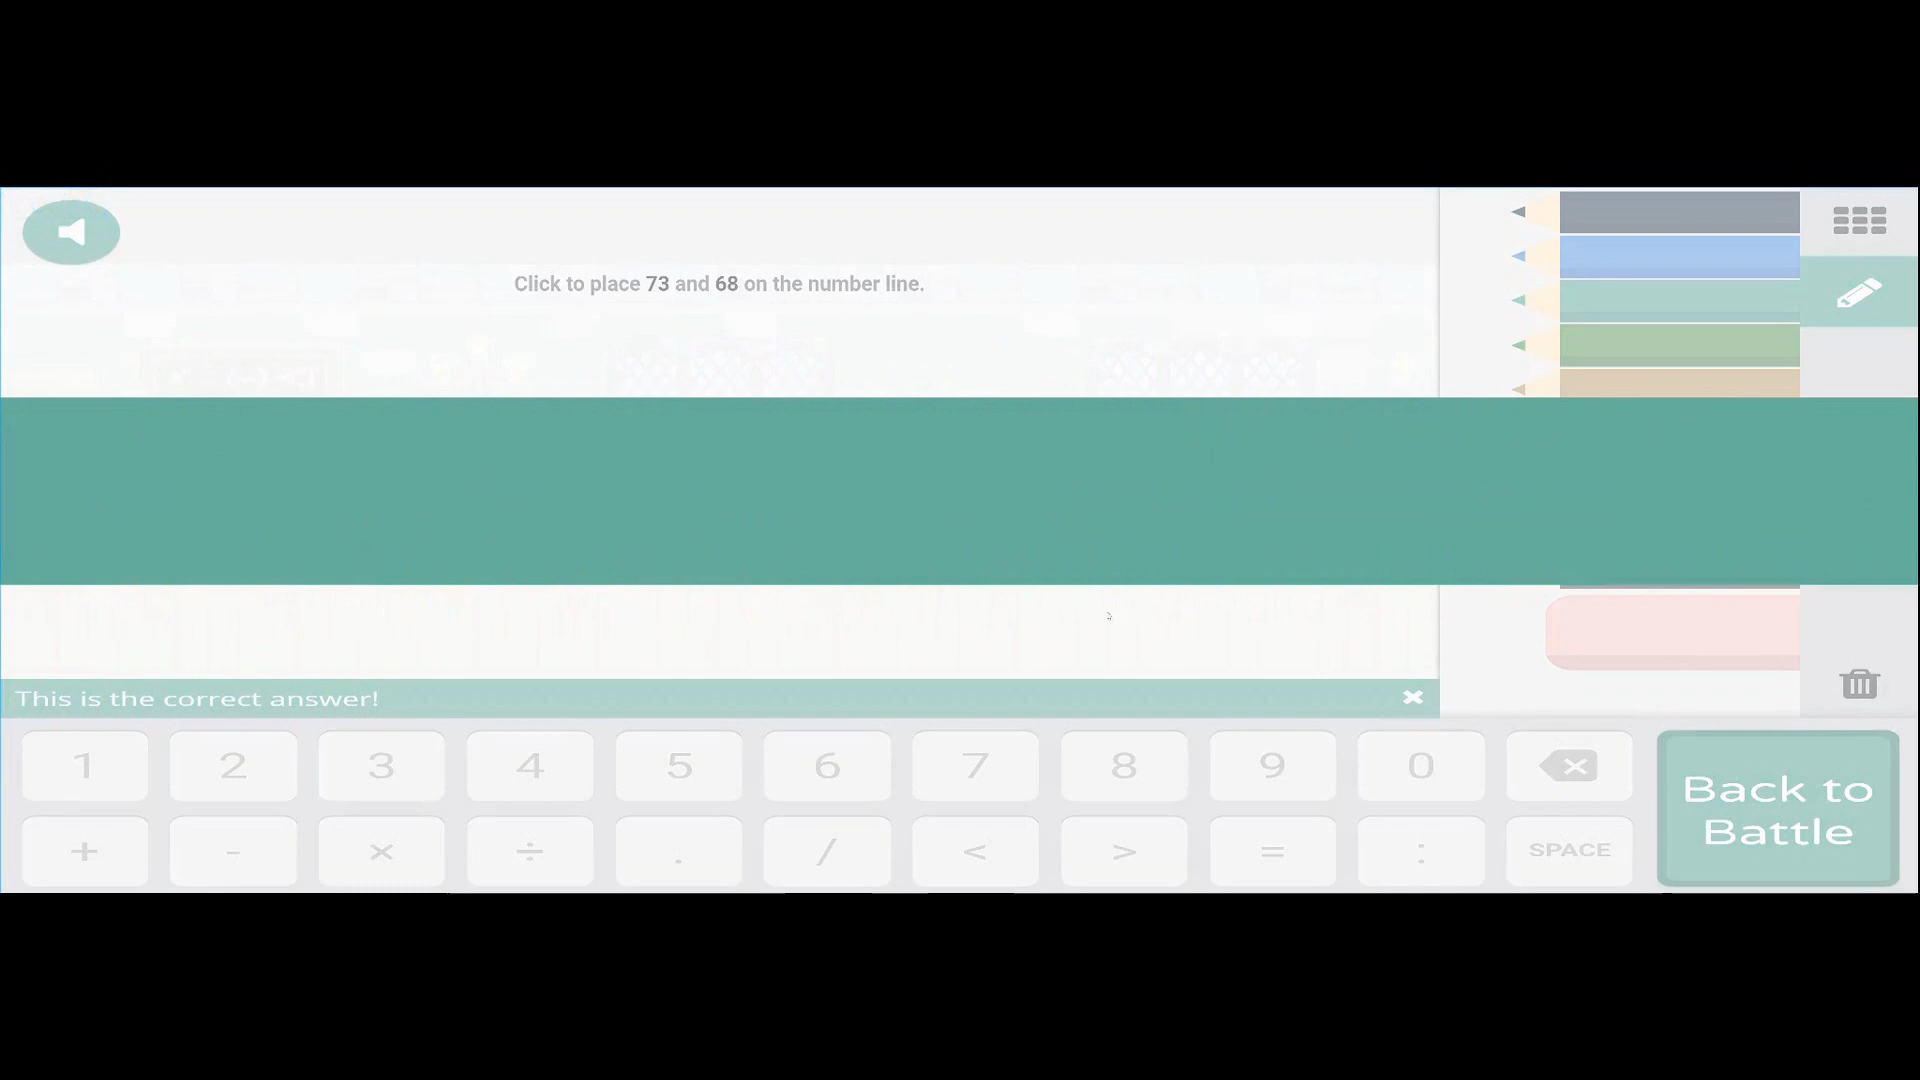 Click to place 73 and 68 on the number line.
This is the correct answer!
1 2 3 4 5 6 7 8 9 0
+ - × ÷ . / < > = : SPACE
Back to
Battle